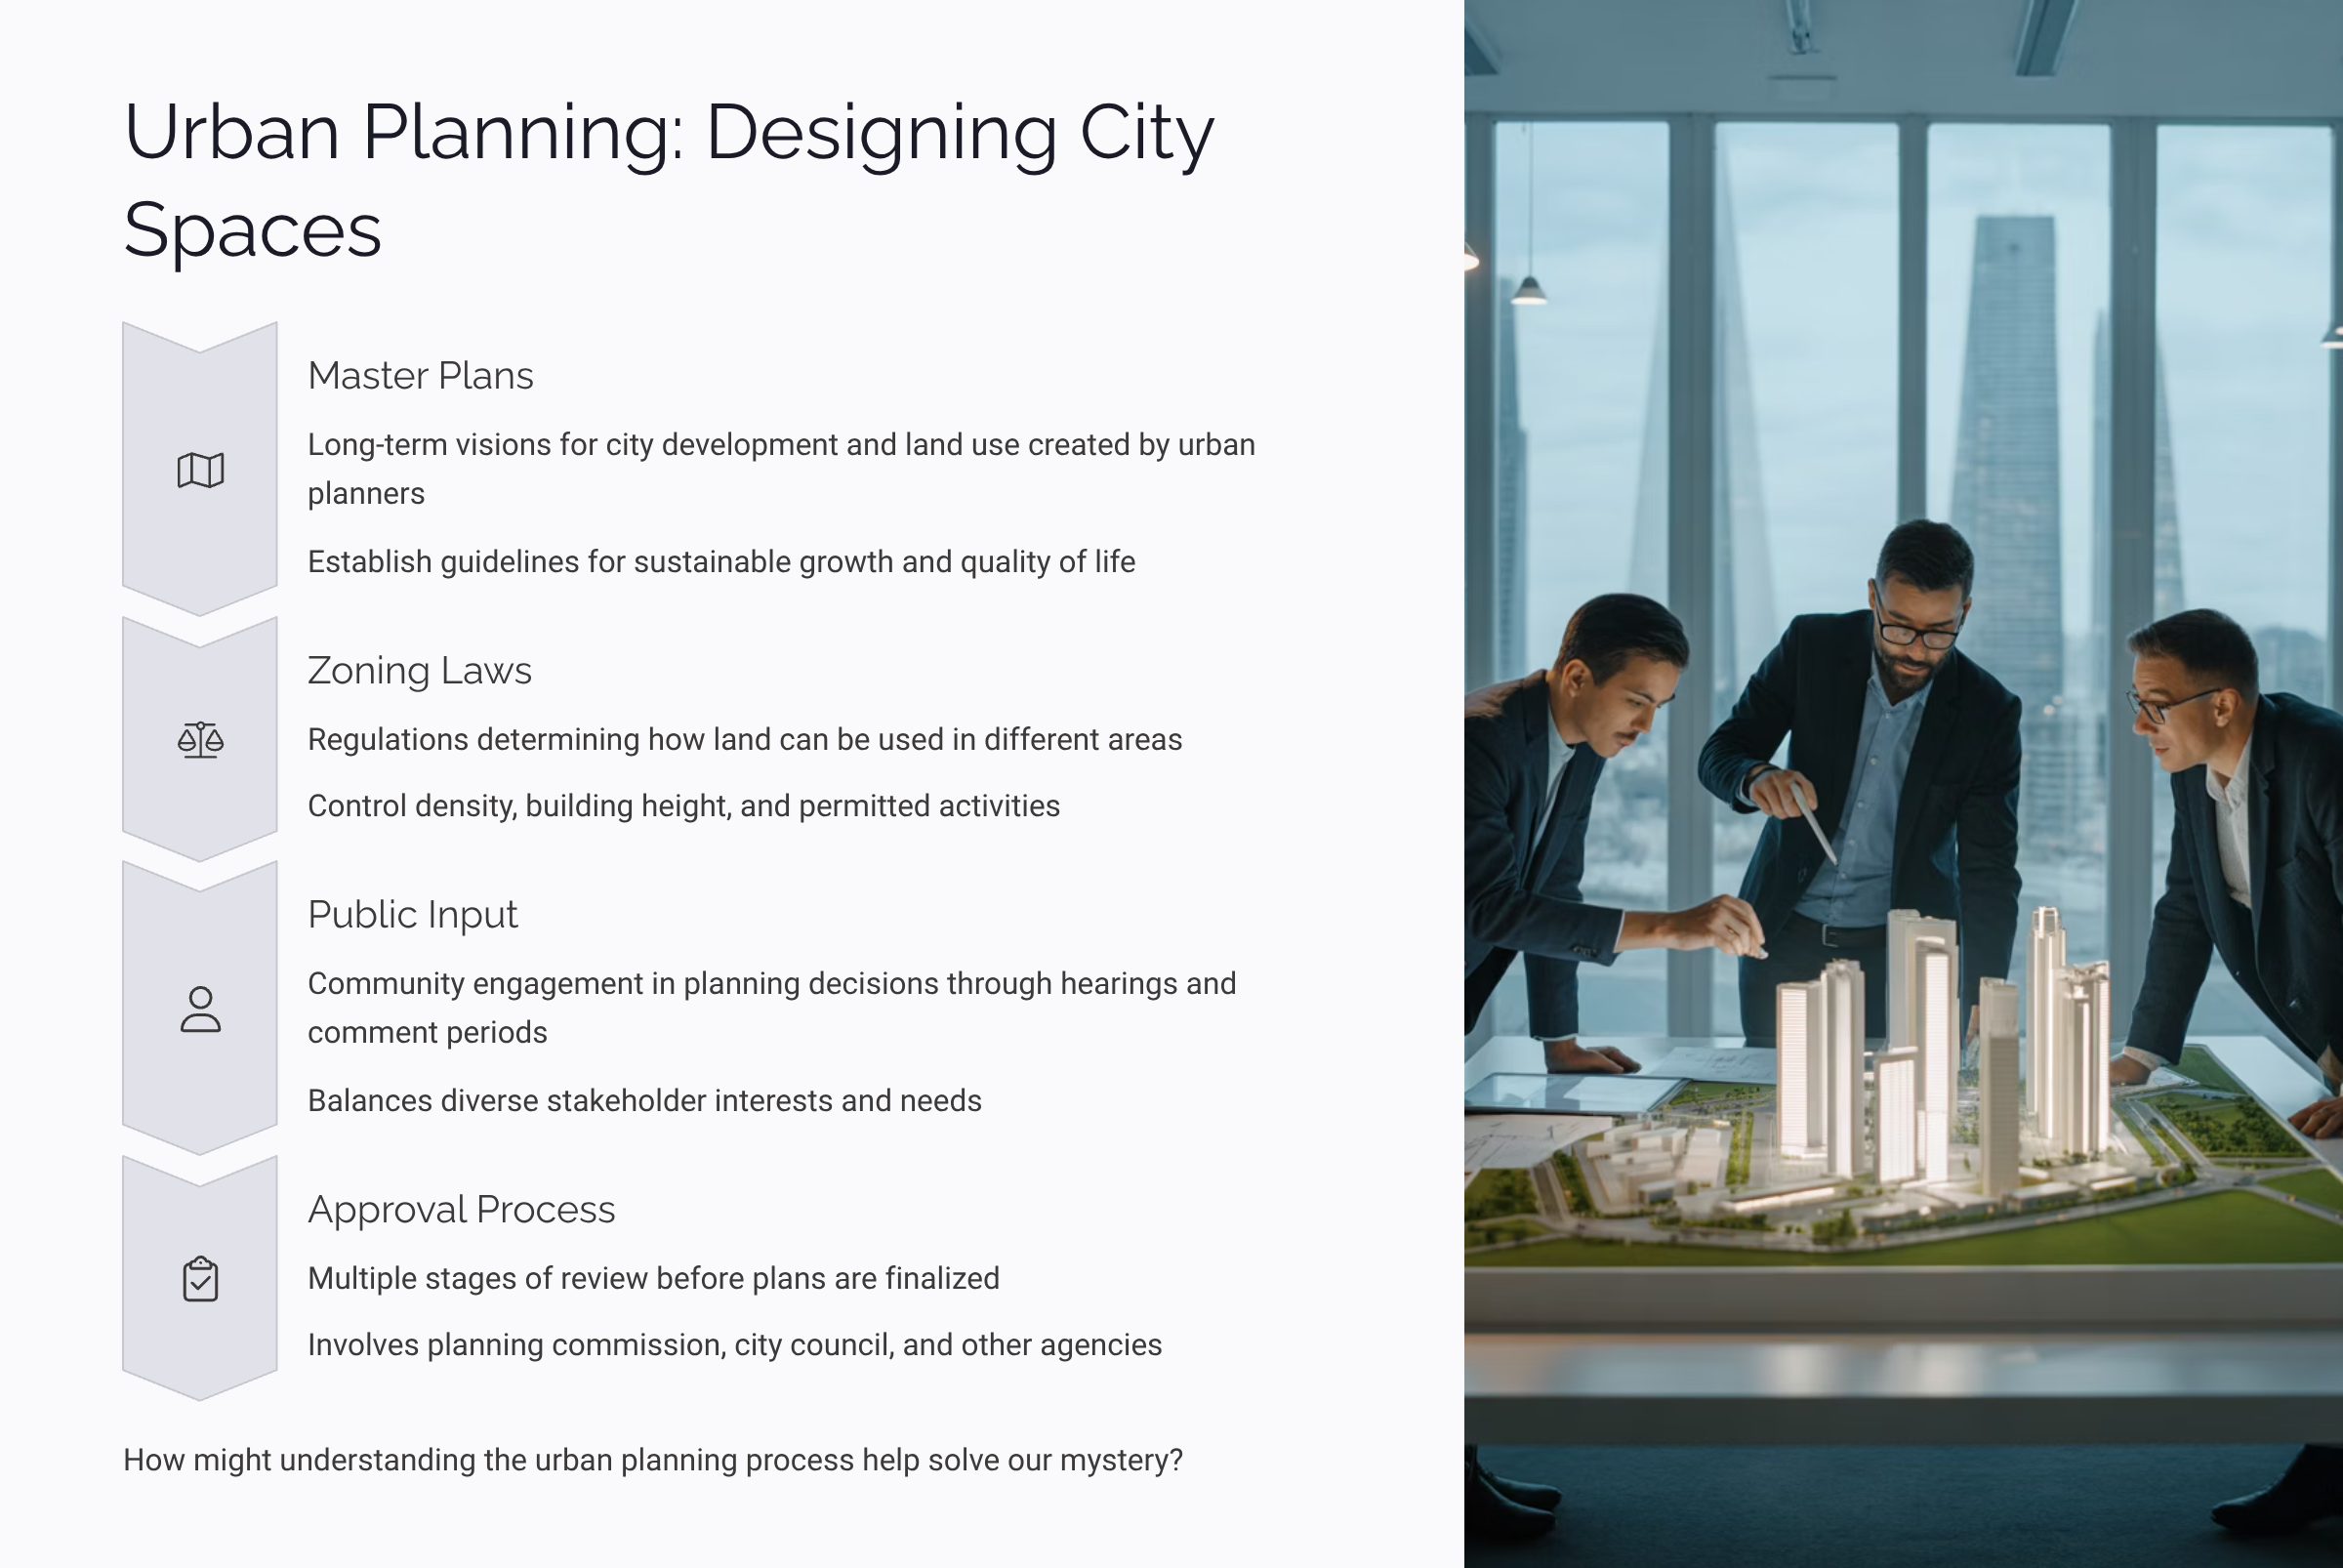 Urban Planning: Designing City
Spaces
Master Plans
Long-term visions for city development and land use created by urban
planners
Establish guidelines for sustainable growth and quality of life
Zoning Laws
Regulations determining how land can be used in different areas
Control density, building height, and permitted activities
Public Input
Community engagement in planning decisions through hearings and
comment periods
Balances diverse stakeholder interests and needs
Approval Process
Multiple stages of review before plans are finalized
Involves planning commission, city council, and other agencies
How might understanding the urban planning process help solve our mystery?